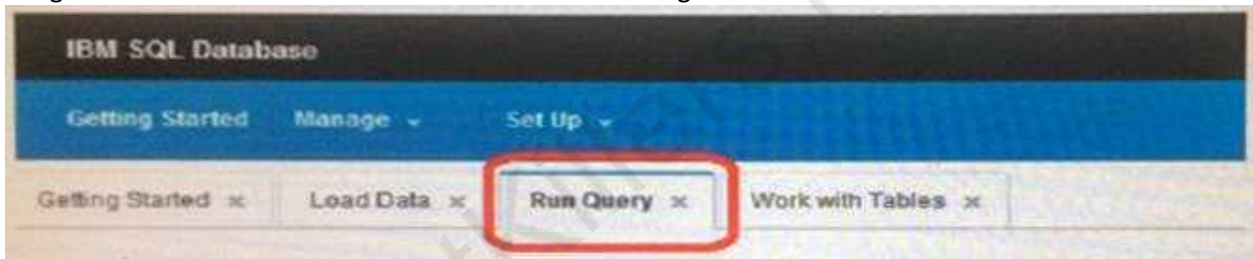 IBM SQL Database
Getting Started Manage Set Up
Getting Started × Load Data × Run Query × Work with Tables ×